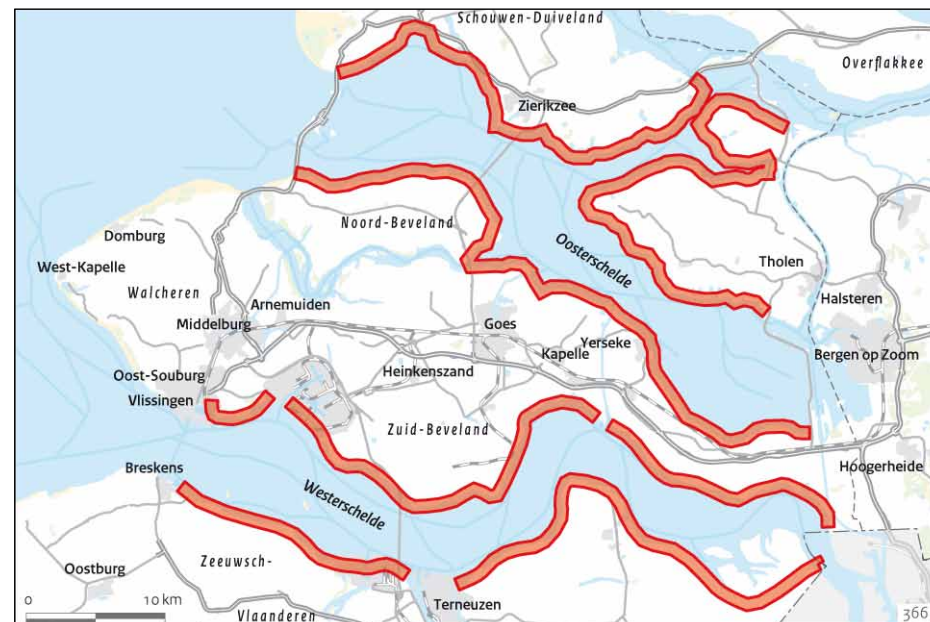 Schouwen-Duiveland
Overflakkee
Zierikzee
Noord-Beveland
Domburg
Oosterschelde
West-Kapelle
Tholen
Walcheren
Arnemuiden
Halsteren
Middelburg
Goes
Yerseke
Kapelle
Bergen op Zoom
Oost-Souburg
Heinkenszand
Vlissingen
Zuid-Beveland
Breskens
Hoogerheide
Westerschelde
Oostburg
Zeeuwsch-
0 10 km
Terneuzen
Vlaanderen
366